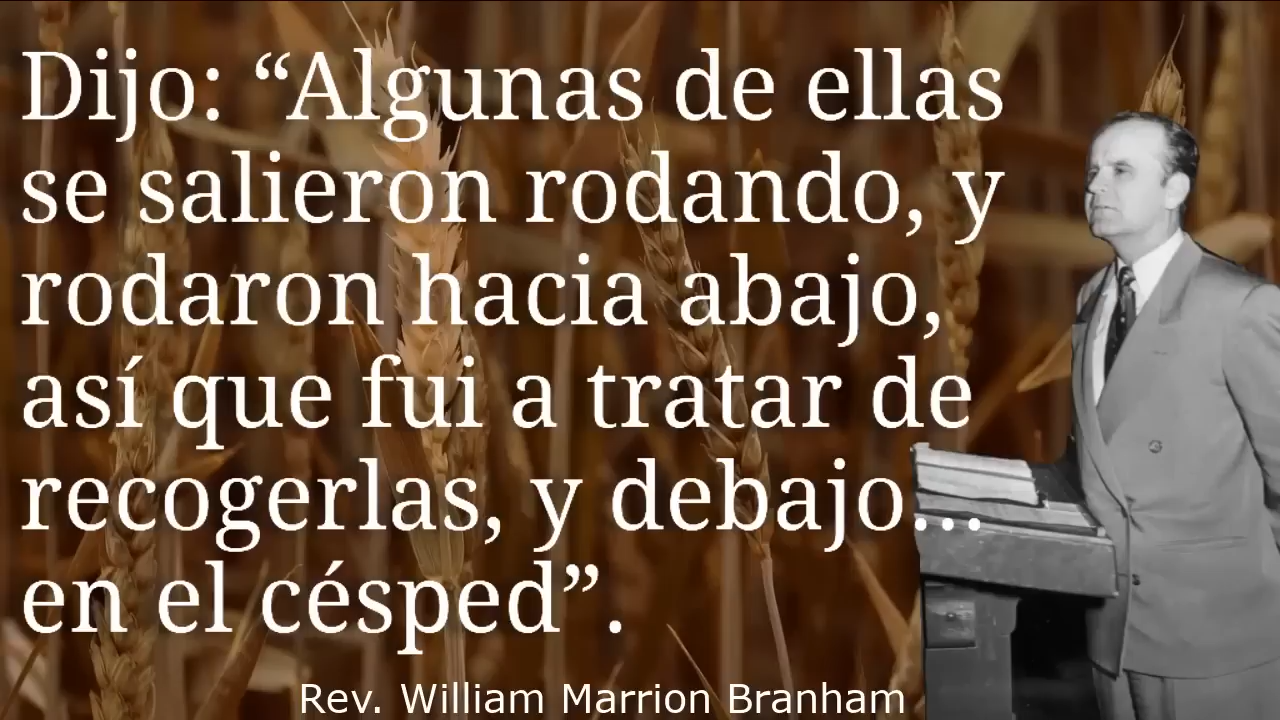 Dijo: “Algunas de ellas
se salieron rodando, y
rodaron hacia abajo,
así que fui a tratar de
recogerlas, y debajo...
en el césped”.
Rev. William Marrion Branham